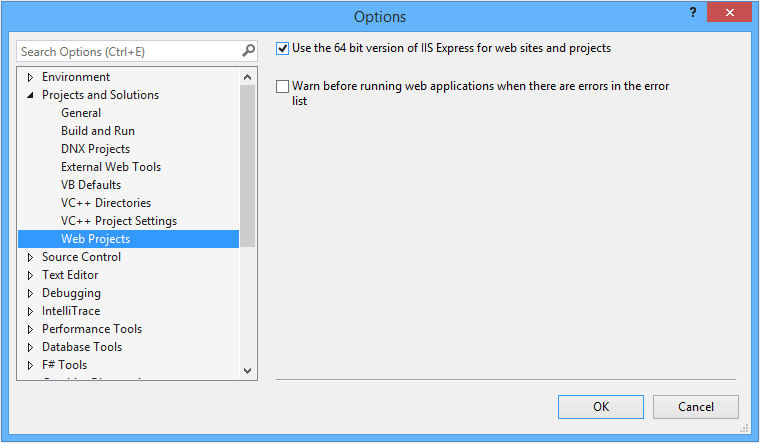 Options
?
Search Options (Ctrl+E)
Environment
Projects and Solutions
General
Build and Run
DNX Projects
External Web Tools
VB Defaults
VC++ Directories
VC++ Project Settings
Web Projects
Source Control
Text Editor
Debugging
IntelliTrace
Performance Tools
Database Tools
F# Tools
Use the 64 bit version of IIS Express for web sites and projects
Warn before running web applications when there are errors in the error
list
OK
Cancel